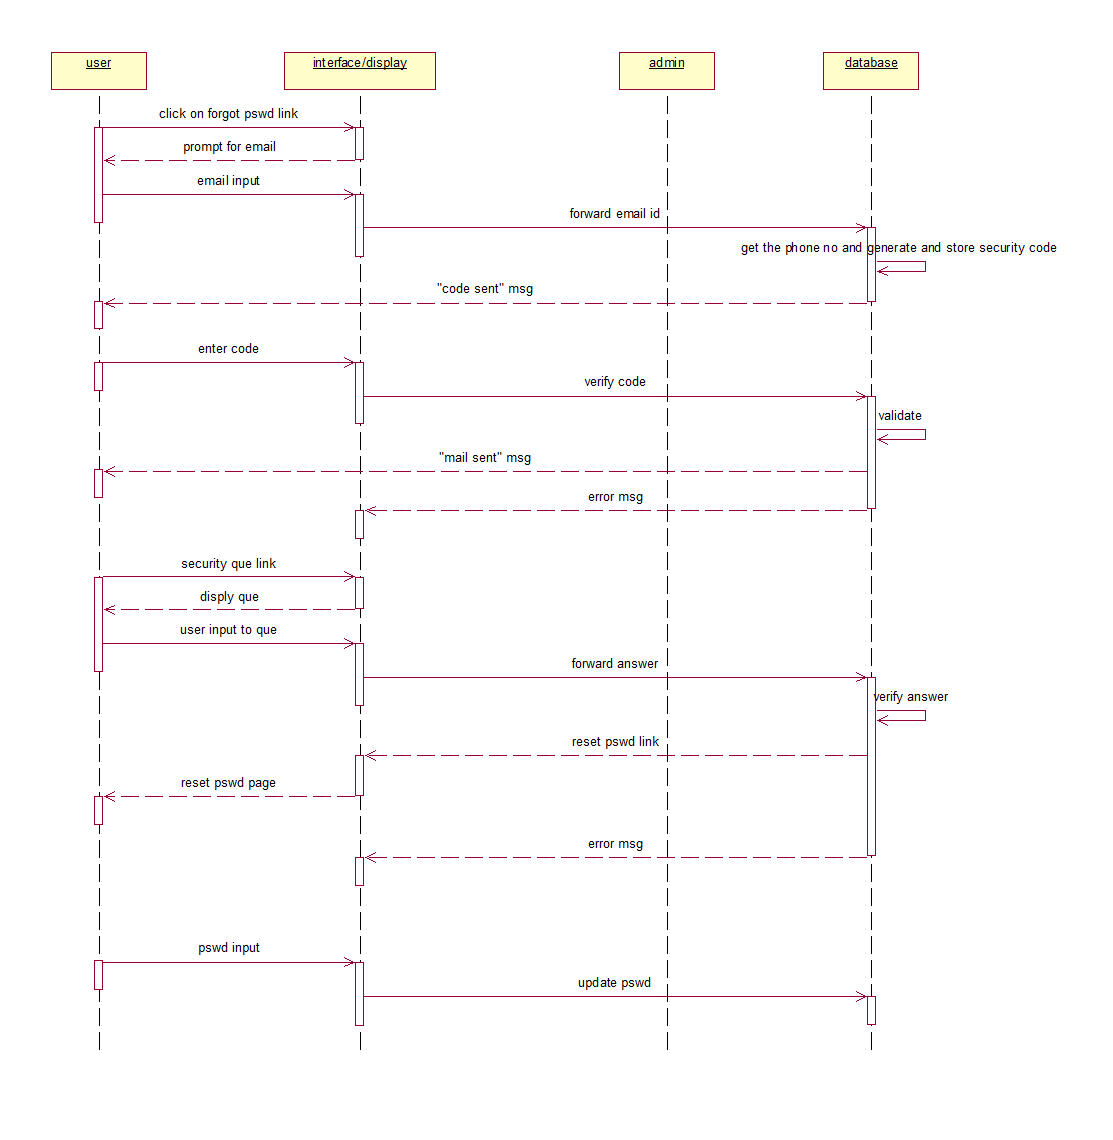 user
interface/display
admin
database
click on forgot pswd link
prompt for email
email input
forward email id
get the phone no and generate and store security code
"code sent" msg
enter code
verify code
validate
"mail sent" msg
error msg
security que link
disply que
user input to que
forward answer
verify answer
reset pswd link
reset pswd page
error msg
pswd input
update pswd